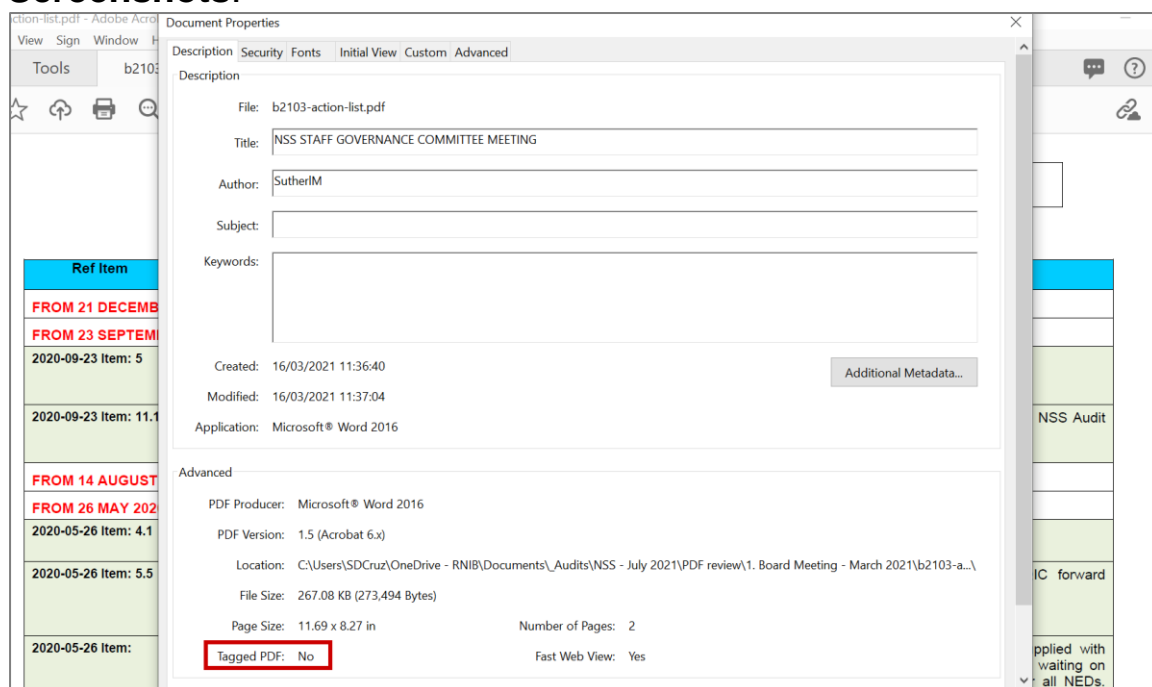 ction-list.pdf - Adobe Acro
Document Properties
View Sign Window H
Tools b2103
Description Security Fonts Initial View Custom Advanced
Description
File: b2103-action-list.pdf
Title: NSS STAFF GOVERNANCE COMMITTEE MEETING
Author: SutherlM
Subject:
Keywords:
Created: 16/03/2021 11:36:40
Additional Metadata...
Modified: 16/03/2021 11:37:04
Application: Microsoft® Word 2016
Advanced
PDF Producer: Microsoft® Word 2016
PDF Version: 1.5 (Acrobat 6.x)
Location: C:\Users\SDCruz\OneDrive - RNIB\Documents\_Audits\NSS - July 2021\PDF review\1. Board Meeting - March 2021\b2103-a...\
File Size: 267.08 KB (273,494 Bytes)
Page Size: 11.69 x 8.27 in Number of Pages: 2
Tagged PDF: No Fast Web View: Yes
Ref Item
FROM 21 DECEMB
FROM 23 SEPTEM
2020-09-23 Item: 5
2020-09-23 Item: 11.1
NSS Audit
FROM 14 AUGUST
FROM 26 MAY 202
2020-05-26 Item: 4.1
2020-05-26 Item: 5.5
IC forward
2020-05-26 Item:
pplied with
waiting on
all NEDs.